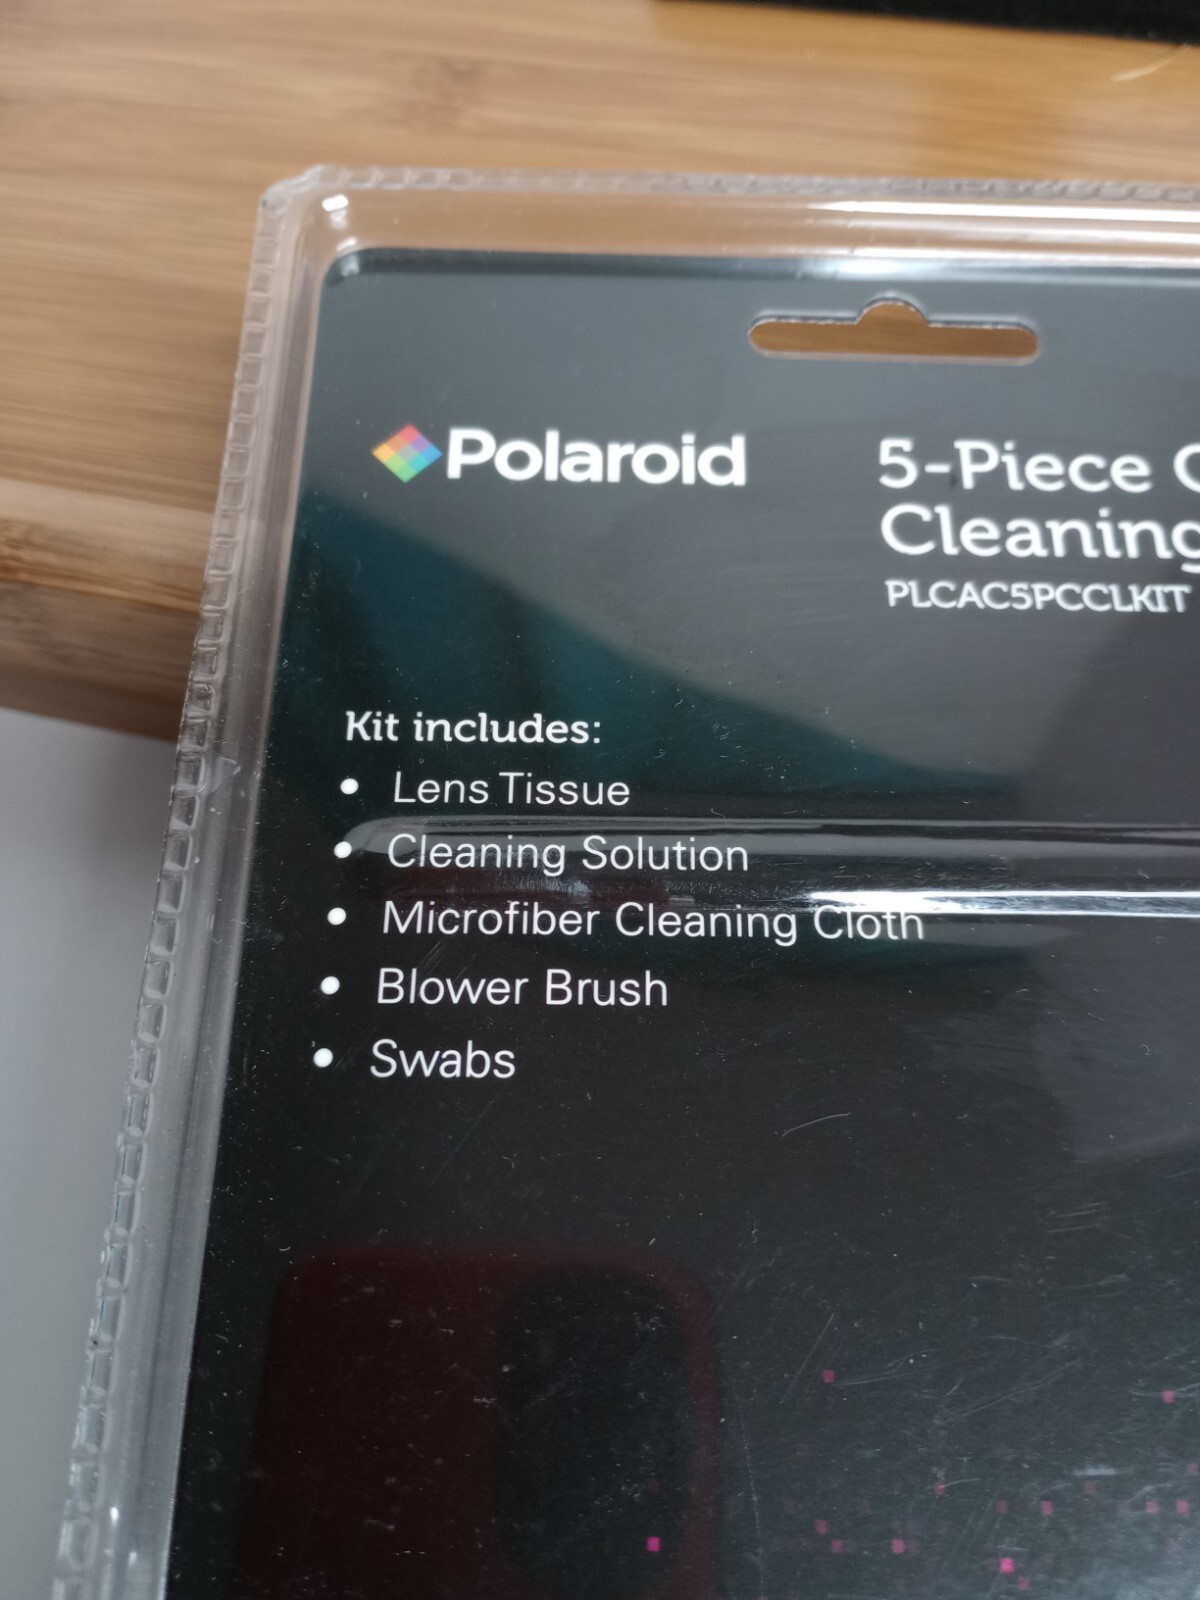 Polaroid
5-Piece
Cleaning
PLCAC5PCCLKIT
Kit includes:
• Lens Tissue
• Cleaning Solution
• Microfiber Cleaning Cloth
• Blower Brush
• Swabs